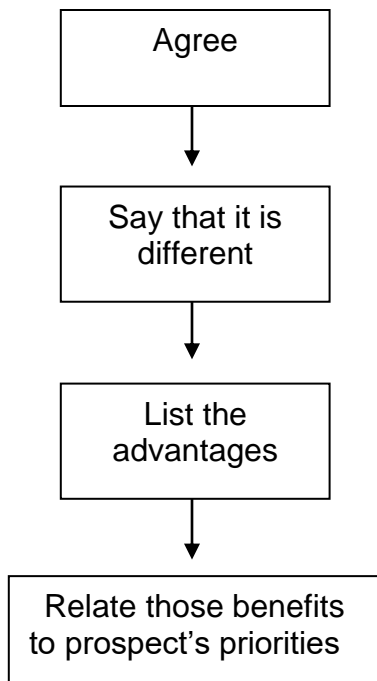 Agree
Say that it is
different
List the
advantages
Relate those benefits
to prospect's priorities